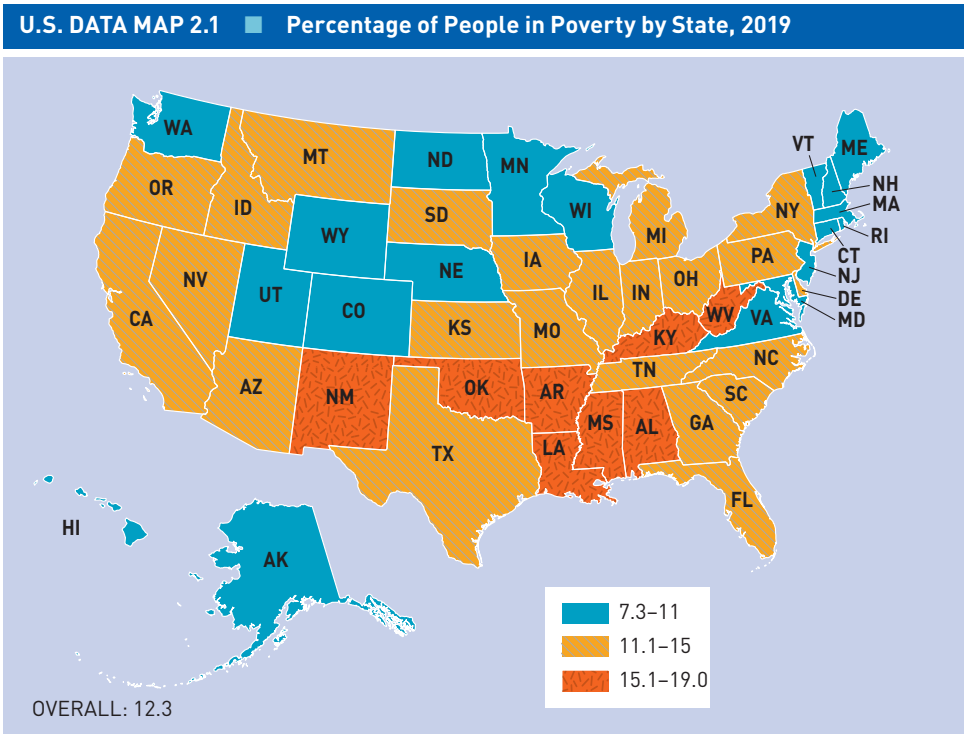 U.S. DATA MAP 2.1 Percentage of People in Poverty by State, 2019
WA
MT
ND
MN
VT
ME
OR
ID
SD
WI
NY
NH
MA
WY
MI
RI
NV
NE
IA
PA
CT
NJ
UT
CO
IL
IN
OH
DE
MD
CA
KS
MO
WV
VA
KY
AZ
NM
OK
AR
TN
NC
SC
MS
AL
GA
TX
LA
FL
HI
AK
7.3–11
11.1–15
15.1–19.0
OVERALL: 12.3